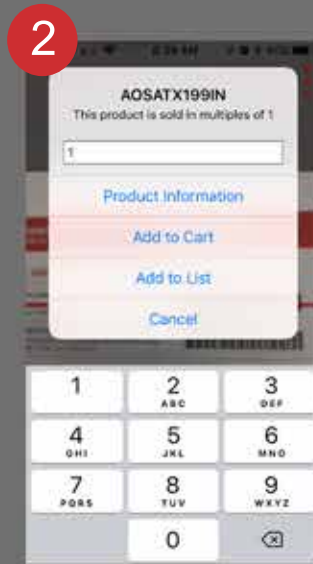 2
AOSATX199IN
This product is sold in multiples of 1
1
Product Information
Add to Cart
Add to List
Cancel
1 2 3
ABC DEF
4 5 6
GHI JKL MNO
7 8 9
PQRS TUV WXYZ
0